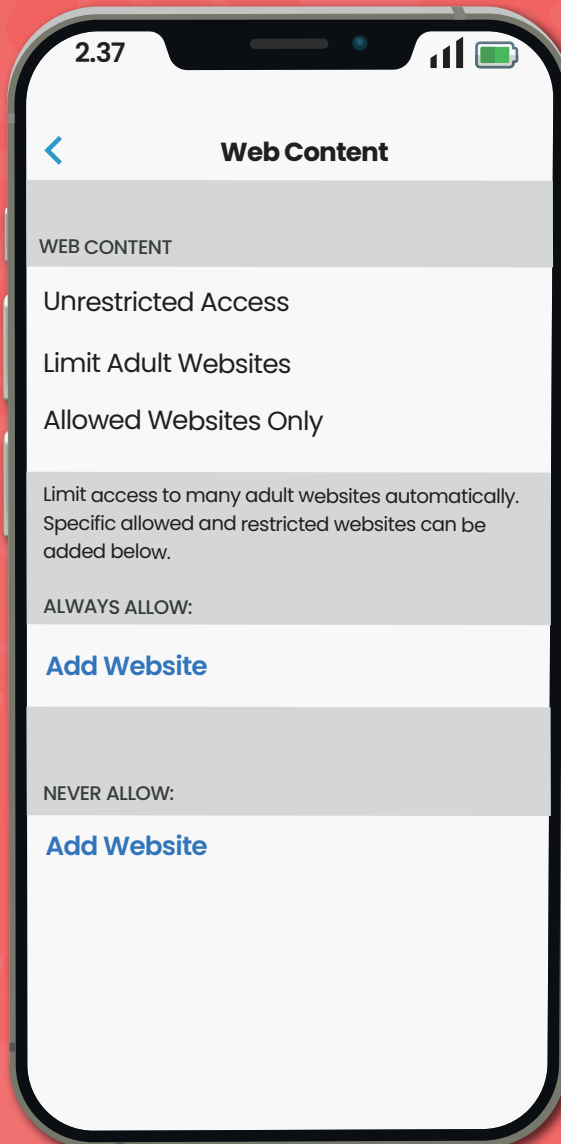 2.37
Web Content
WEB CONTENT
Unrestricted Access
Limit Adult Websites
Allowed Websites Only
Limit access to many adult websites automatically.
Specific allowed and restricted websites can be
added below.
ALWAYS ALLOW:
Add Website
NEVER ALLOW:
Add Website